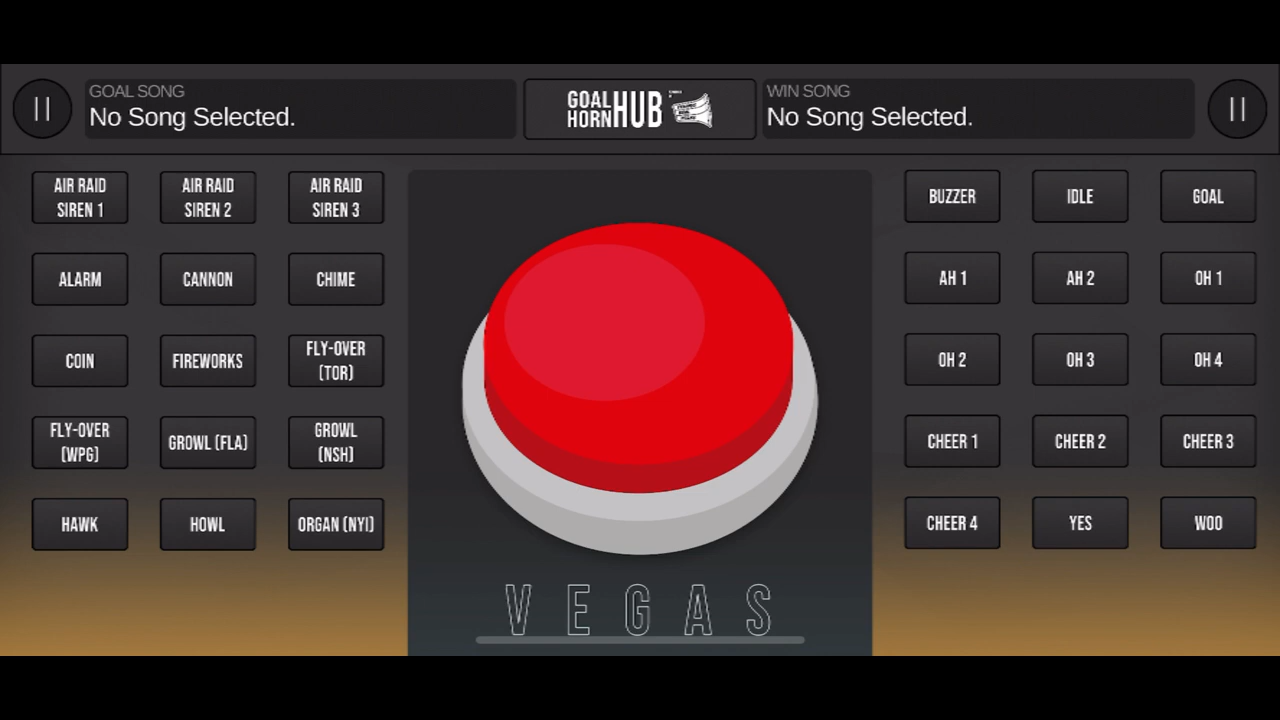 GOAL SONG
No Song Selected.
GOAL
HORN
HUB
WIN SONG
No Song Selected.
AIR RAID
SIREN 1
AIR RAID
SIREN 2
AIR RAID
SIREN 3
ALARM
CANNON
CHIME
COIN
FIREWORKS
FLY-OVER
(TOR)
FLY-OVER
(WPG)
GROWL (FLA)
GROWL
(NSH)
HAWK
HOWL
ORGAN (NYI)
VEGAS
BUZZER
IDLE
GOAL
AH 1
AH 2
OH 1
OH 2
OH 3
OH 4
CHEER 1
CHEER 2
CHEER 3
CHEER 4
YES
WOO